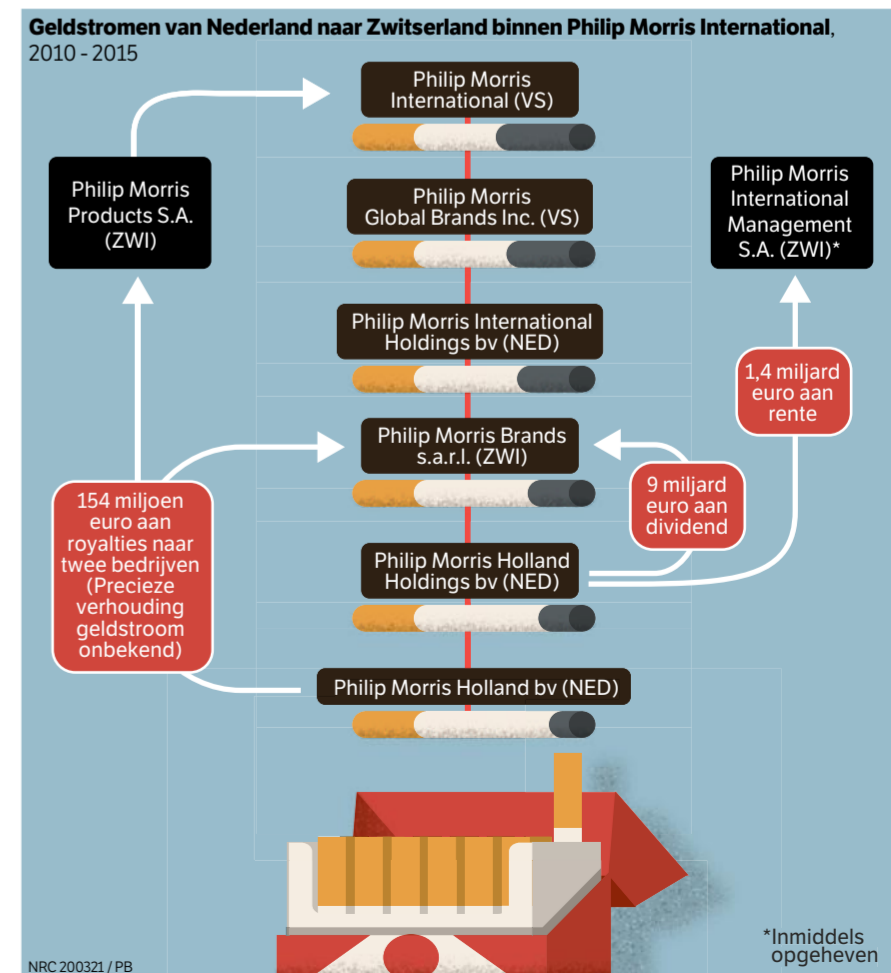 Geldstromen van Nederland naar Zwitserland binnen Philip Morris International,
2010 - 2015
Philip Morris
International (VS)
Philip Morris
Products S.A.
(ZWI)
Philip Morris
Global Brands Inc. (VS)
Philip Morris
International
Management
S.A. (ZWI)*
Philip Morris International
Holdings bv (NED)
1,4 miljard
euro aan
rente
Philip Morris Brands
s.a.r.l. (ZWI)
9 miljard
euro aan
dividend
154 miljoen
euro aan
royalties naar
twee bedrijven
(Precieze
verhouding
geldstroom
onbekend)
Philip Morris Holland
Holdings bv (NED)
Philip Morris Holland bv (NED)
*Inmiddels
opgeheven
NRC 200321 / PB